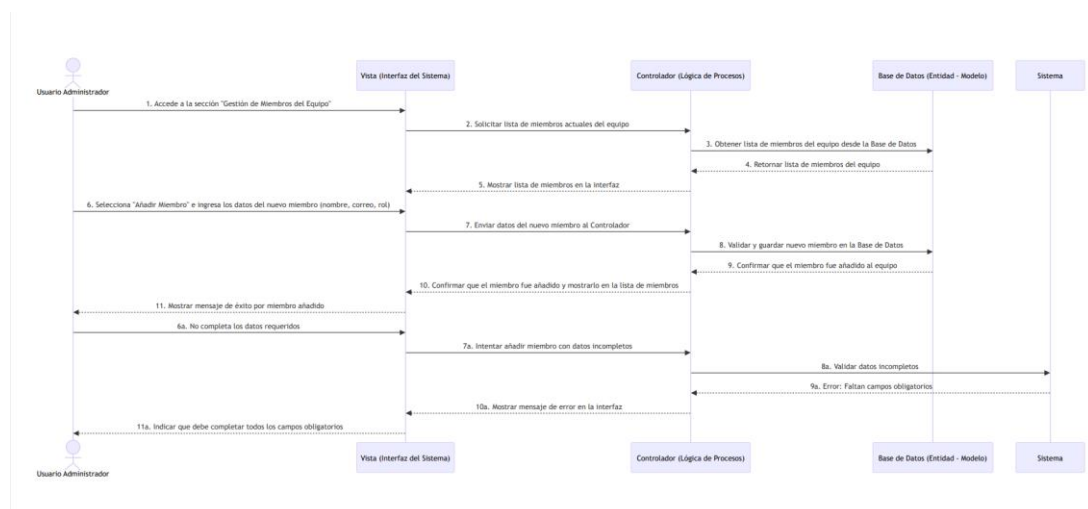 Vista (Interfaz del Sistema)
Controlador (Lógica de Procesos)
Base de Datos (Entidad - Modelo)
Sistema
Usuario Administrador
1. Accede a la sección "Gestión de Miembros del Equipo"
2. Solicitar lista de miembros actuales del equipo
3. Obtener lista de miembros del equipo desde la Base de Datos
4. Retornar lista de miembros del equipo
5. Mostrar lista de miembros en la interfaz
6. Selecciona "Añadir Miembro" e ingresa los datos del nuevo miembro (nombre, correo, rol)
7. Enviar datos del nuevo miembro al Controlador
8. Validar y guardar nuevo miembro en la Base de Datos
9. Confirmar que el miembro fue añadido al equipo
10. Confirmar que el miembro fue añadido y mostrarlo en la lista de miembros
11. Mostrar mensaje de éxito por miembro añadido
6a. No completa los datos requeridos
7a. Intentar añadir miembro con datos incompletos
8a. Validar datos incompletos
9a. Error: Faltan campos obligatorios
10a. Mostrar mensaje de error en la interfaz
11a. Indicar que debe completar todos los campos obligatorios
Vista (Interfaz del Sistema)
Controlador (Lógica de Procesos)
Base de Datos (Entidad - Modelo)
Sistema
Usuario Administrador